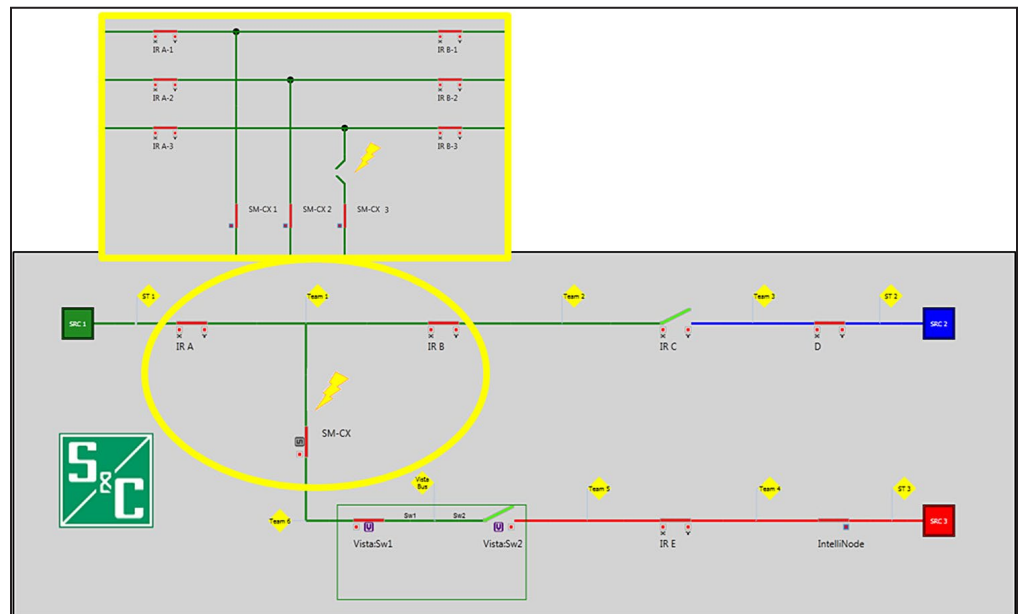 IR A-1
IR B-1
IR A-2
IR B-2
IR A-3
IR B-3
SM-CX 1
SM-CX 2
SM-CX 3
ST 1
Team 1
Team 2
Team 3
ST 2
SRC 1
SRC 2
IR A
IR B
IR C
D
SM-CX
S&C
Vista
Bus
Team 5
Team 4
ST 3
Team 6
Sw1
Sw2
SRC 3
Vista:Sw1
Vista:Sw2
IR E
IntelliNode